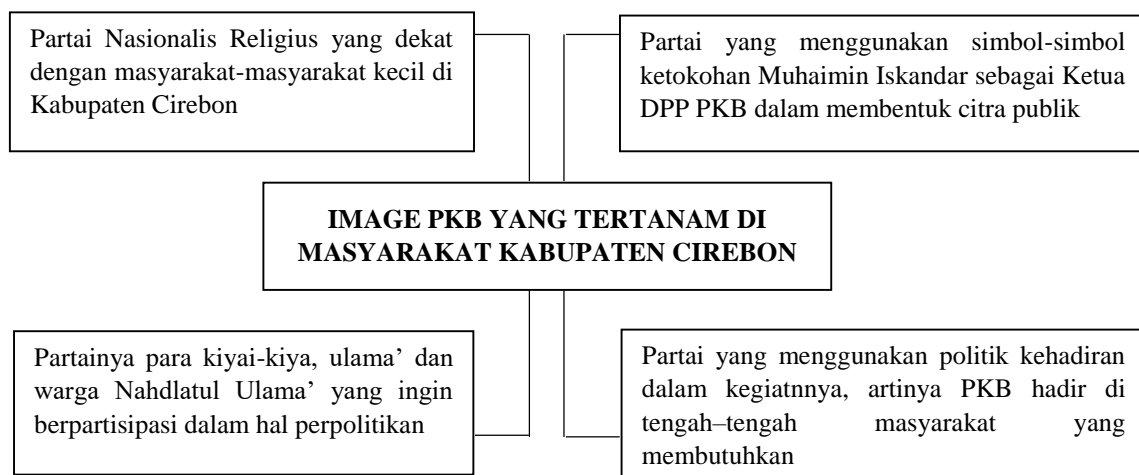 Partai Nasionalis Religius yang dekat
dengan masyarakat-masyarakat kecil di
Kabupaten Cirebon
Partai yang menggunakan simbol-simbol
ketokohan Muhaimin Iskandar sebagai Ketua
DPP PKB dalam membentuk citra publik
IMAGE PKB YANG TERTANAM DI
MASYARAKAT KABUPATEN CIREBON
Partainya para kiyai-kiya, ulama’ dan
warga Nahdlatul Ulama’ yang ingin
berpartisipasi dalam hal perpolitikan
Partai yang menggunakan politik kehadiran
dalam kegiatnnya, artinya PKB hadir di
tengah–tengah masyarakat yang
membutuhkan